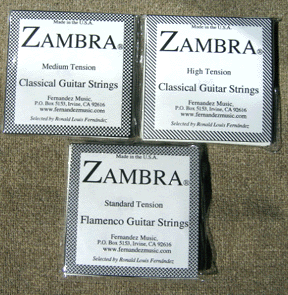 Made in the U.S.A.
ZAMBRA®
Medium Tension
Classical Guitar Strings
Fernandez Music,
P.O. Box 5153, Irvine, CA 92616
www.fernandezmusic.com
Selected by Ronald Louis Fernández
Made in the U.S.A.
ZAMBRA®
High Tension
Classical Guitar Strings
Fernandez Music,
P.O. Box 5153, Irvine, CA 92616
www.fernandezmusic.com
Selected by Ronald Louis Fernández
Made in the U.S.A.
ZAMBRA®
Standard Tension
Flamenco Guitar Strings
Fernandez Music,
P.O. Box 5153, Irvine, CA 92616
www.fernandezmusic.com
Selected by Ronald Louis Fernández